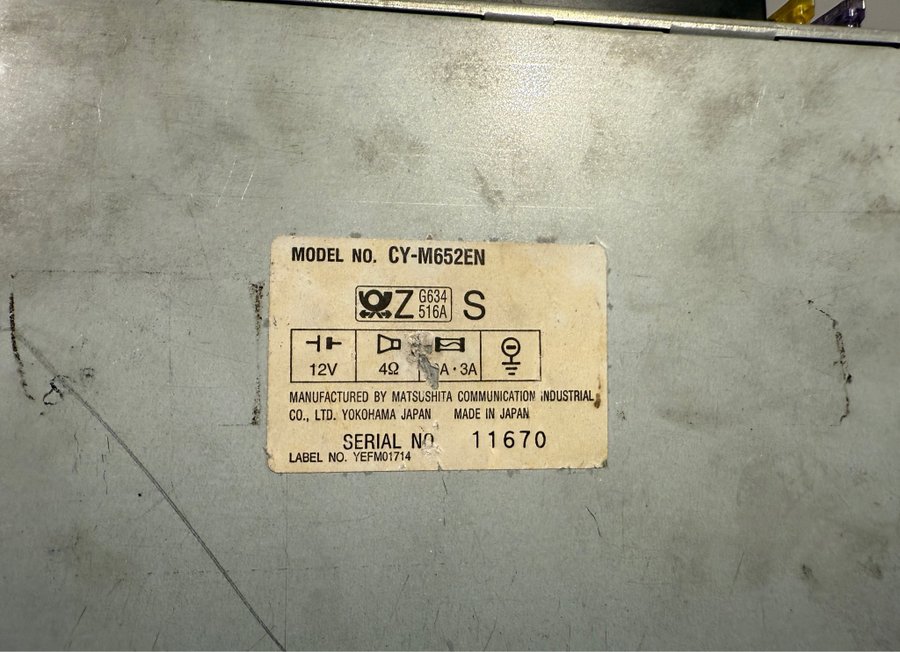 MODEL NO. CY-M652EN
Z G634 S
516A
12V 4Ω A・3A
MANUFACTURED BY MATSUSHITA COMMUNICATION INDUSTRIAL
CO., LTD. YOKOHAMA JAPAN MADE IN JAPAN
SERIAL NO. 11670
LABEL NO. YEFM01714